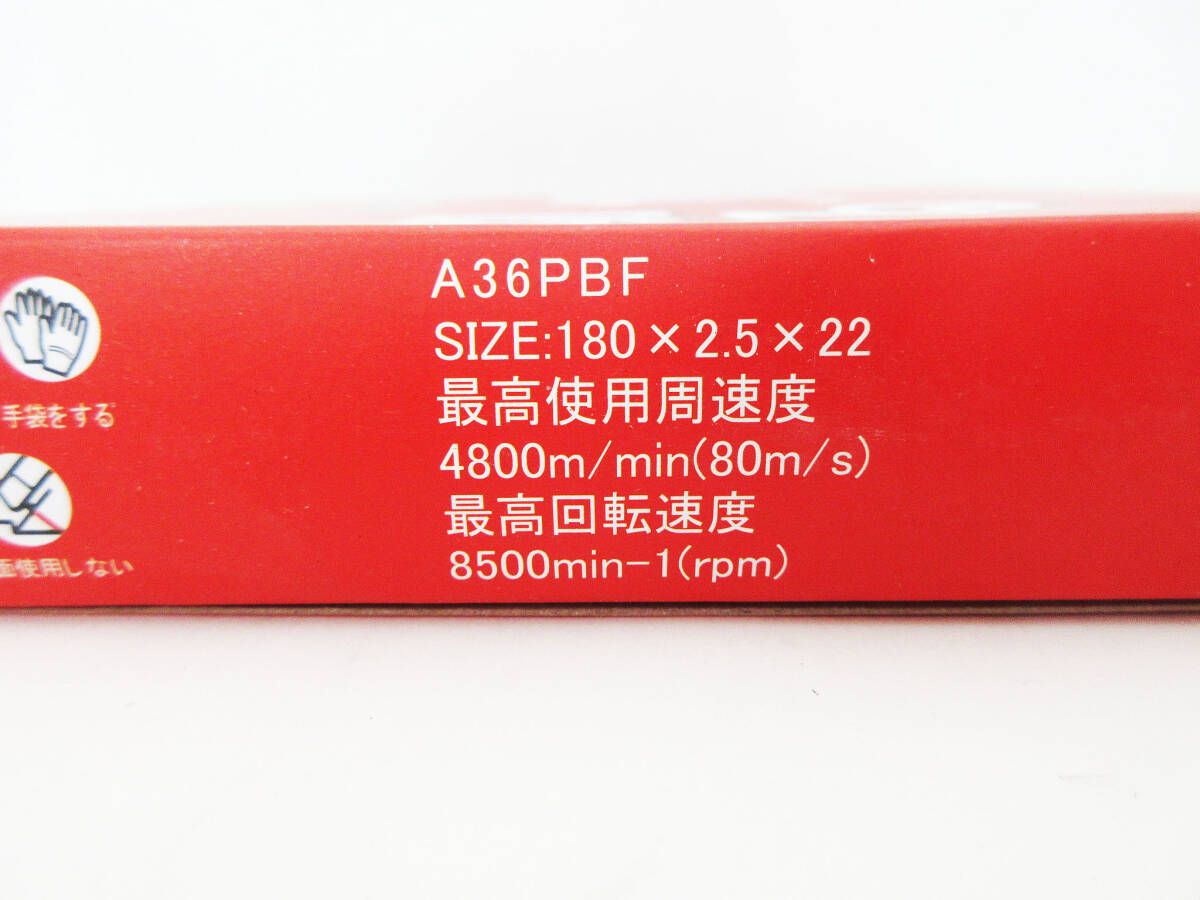 A36PBF
SIZE:180×2.5×22
最高使用周速度
4800m/min(80m/s)
最高回転速度
8500min-1(rpm)
手袋をする
面使用しない